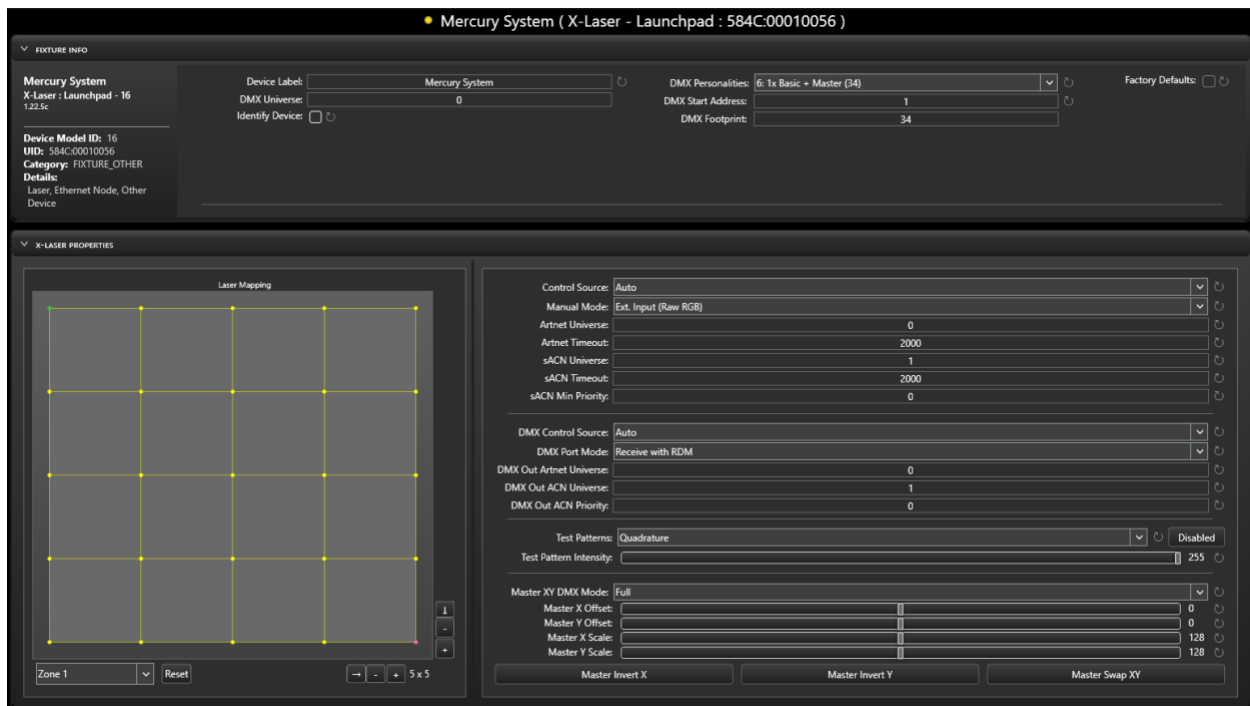 Mercury System ( X-Laser - Launchpad : 584C:00010056 )
FIXTURE INFO
Mercury System
X-Laser : Launchpad - 16
1.22.5c
Device Model ID: 16
UID: 584C:00010056
Category: FIXTURE_OTHER
Details:
Laser, Ethernet Node, Other
Device
Device Label: Mercury System
DMX Universe: 0
Identify Device:
DMX Personalities: 6: 1x Basic + Master (34)
DMX Start Address: 1
DMX Footprint: 34
Factory Defaults:
X-LASER PROPERTIES
Laser Mapping
Zone 1
Reset
→ - + 5 x 5
↓
-
+
Control Source: Auto
Manual Mode: Ext. Input (Raw RGB)
Artnet Universe: 0
Artnet Timeout: 2000
sACN Universe: 1
sACN Timeout: 2000
sACN Min Priority: 0
DMX Control Source: Auto
DMX Port Mode: Receive with RDM
DMX Out Artnet Universe: 0
DMX Out ACN Universe: 1
DMX Out ACN Priority: 0
Test Patterns: Quadrature Disabled
Test Pattern Intensity: 255
Master XY DMX Mode: Full
Master X Offset: 0
Master Y Offset: 0
Master X Scale: 128
Master Y Scale: 128
Master Invert X Master Invert Y Master Swap XY